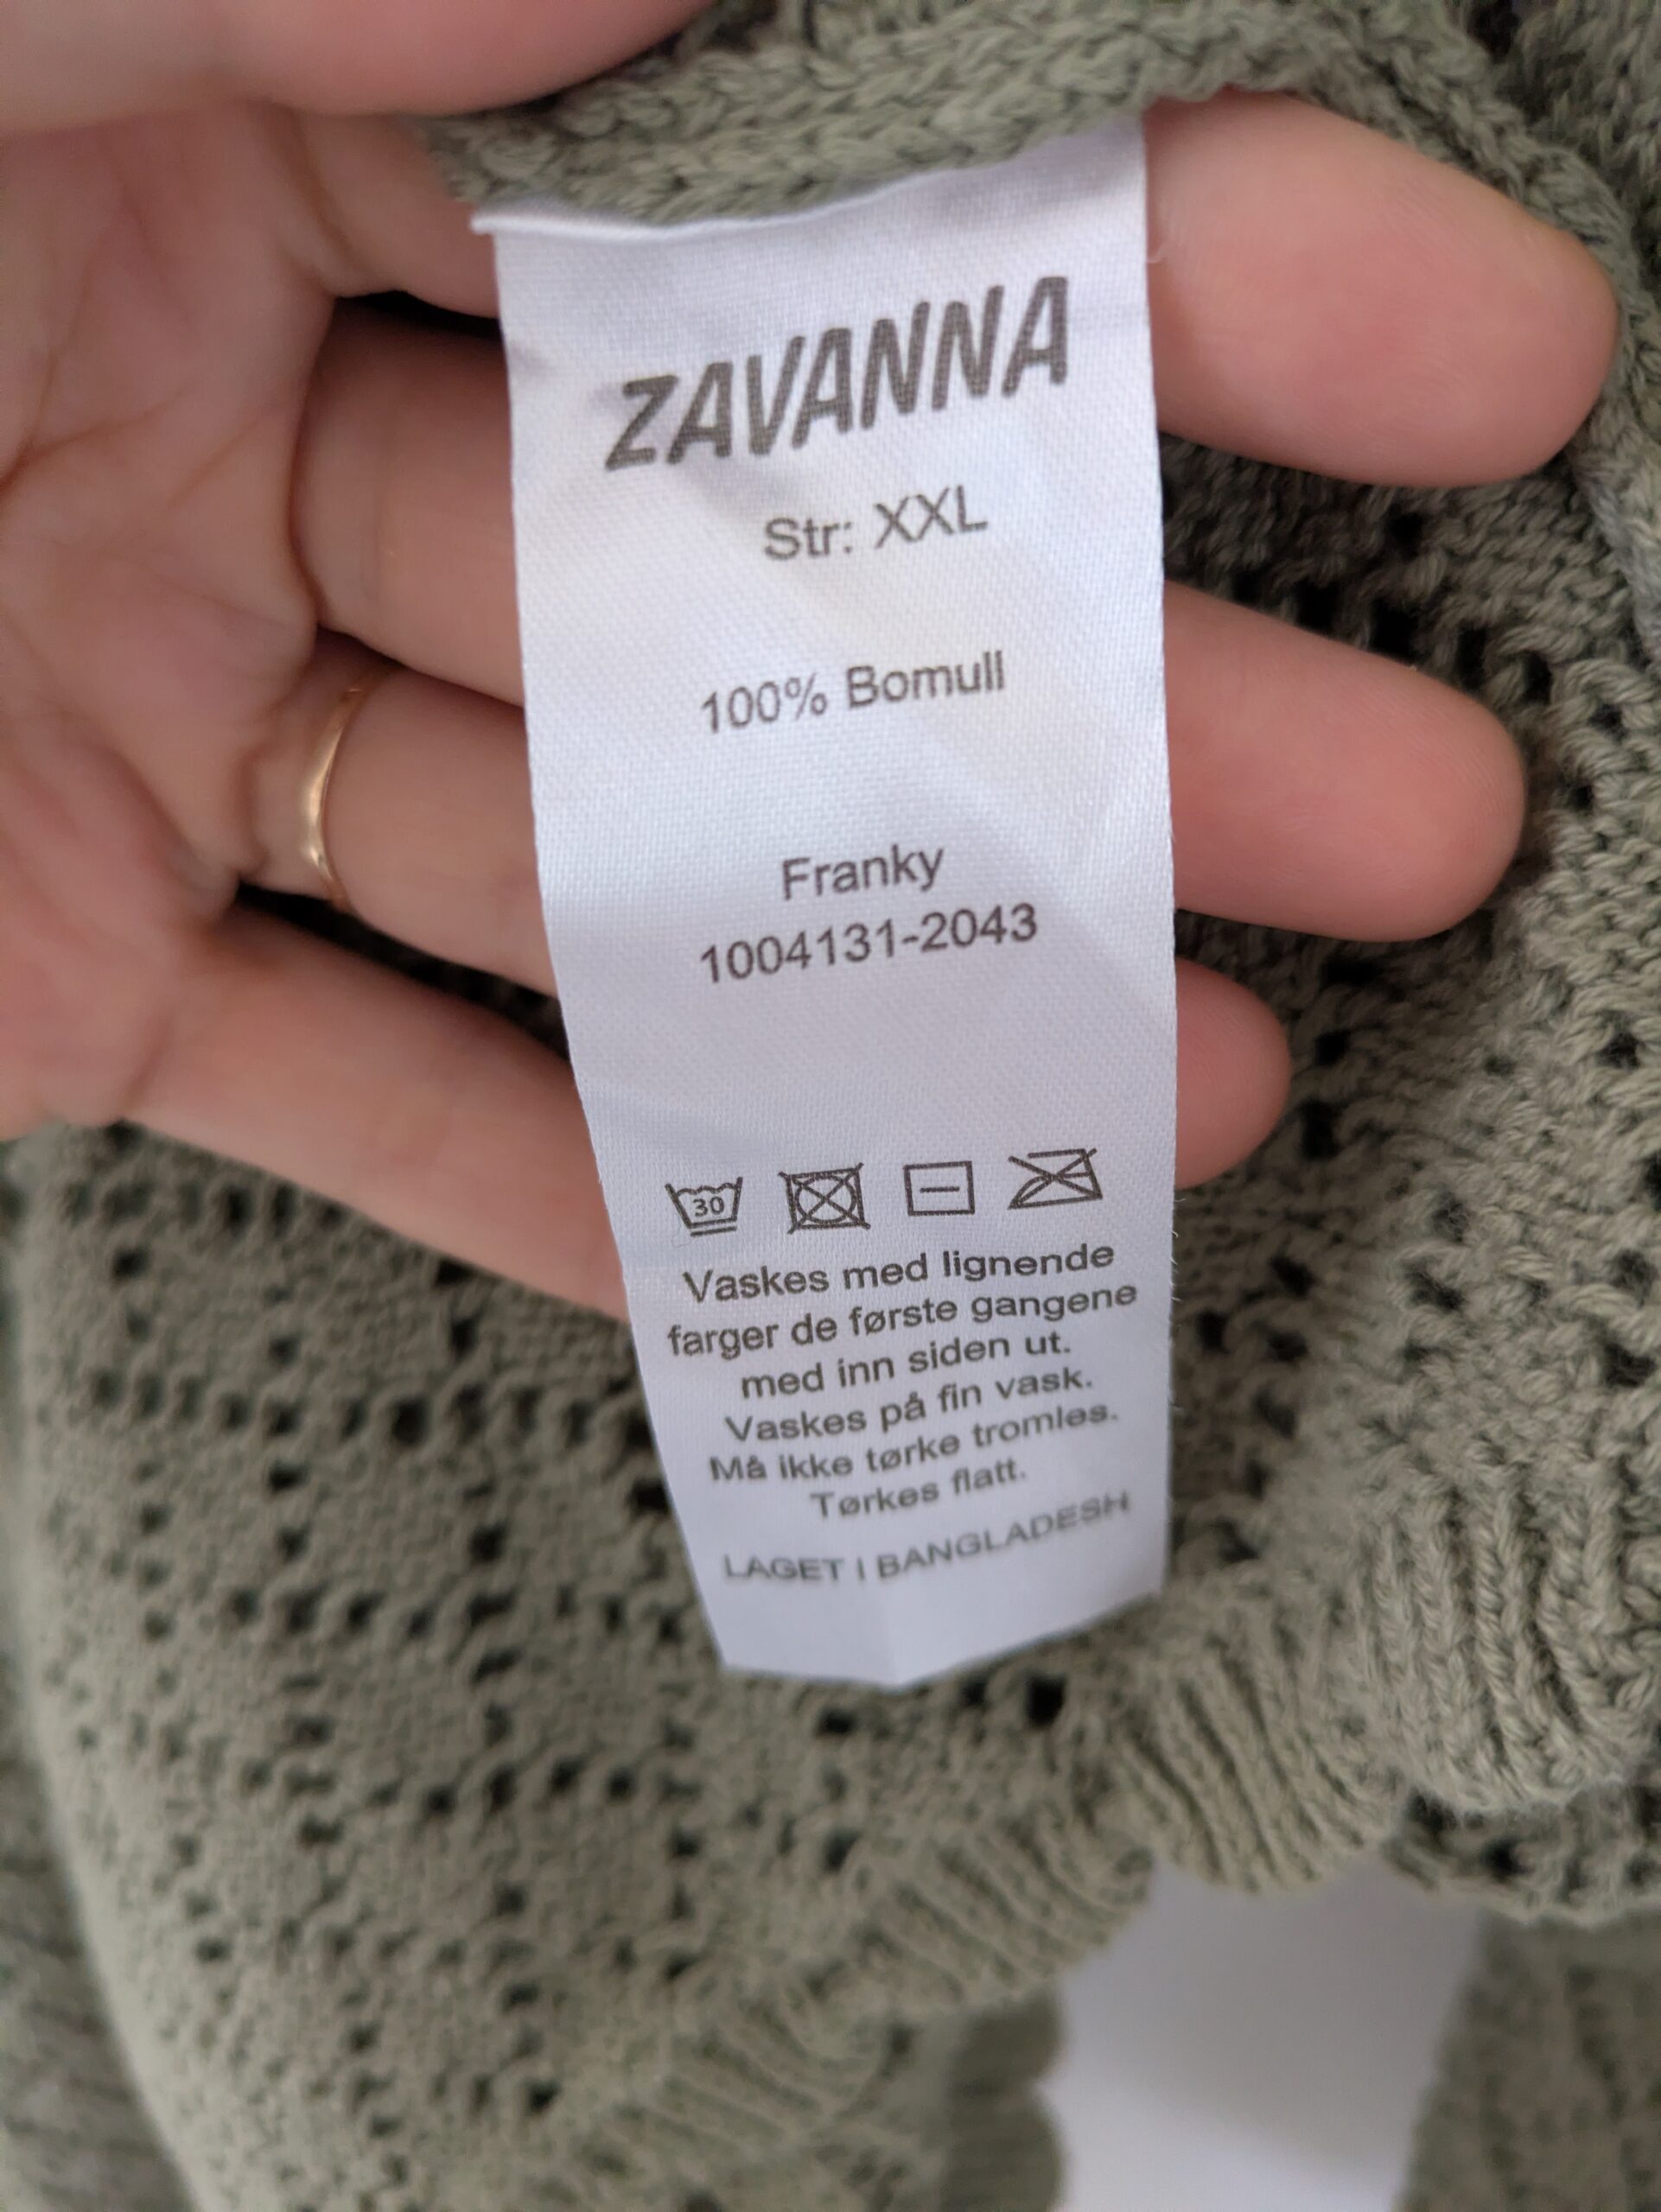 ZAVANNA
Str: XXL
100% Bomull
Franky
1004131-2043
30
Vaskes med lignende
farger de første gangene
med inn siden ut.
Vaskes på fin vask.
Må ikke tørke tromles.
Tørkes flatt.
LAGET I BANGLADESH